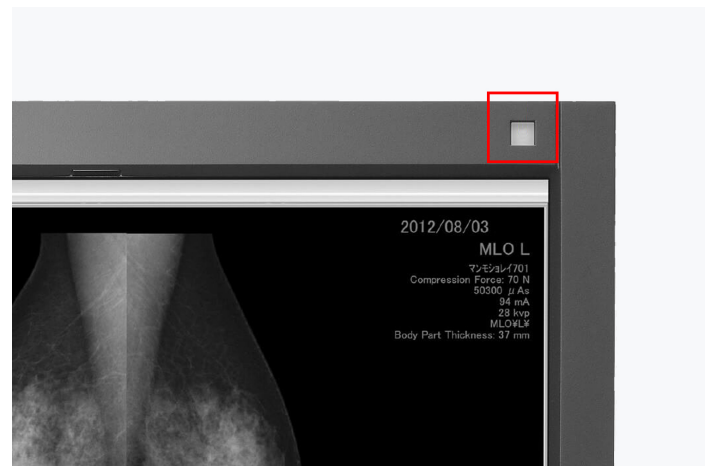 2012/08/03
MLO L
マンモショレイ701
Compression Force: 70 N
50300 μAs
94 mA
28 kvp
MLO¥L¥
Body Part Thickness: 37 mm